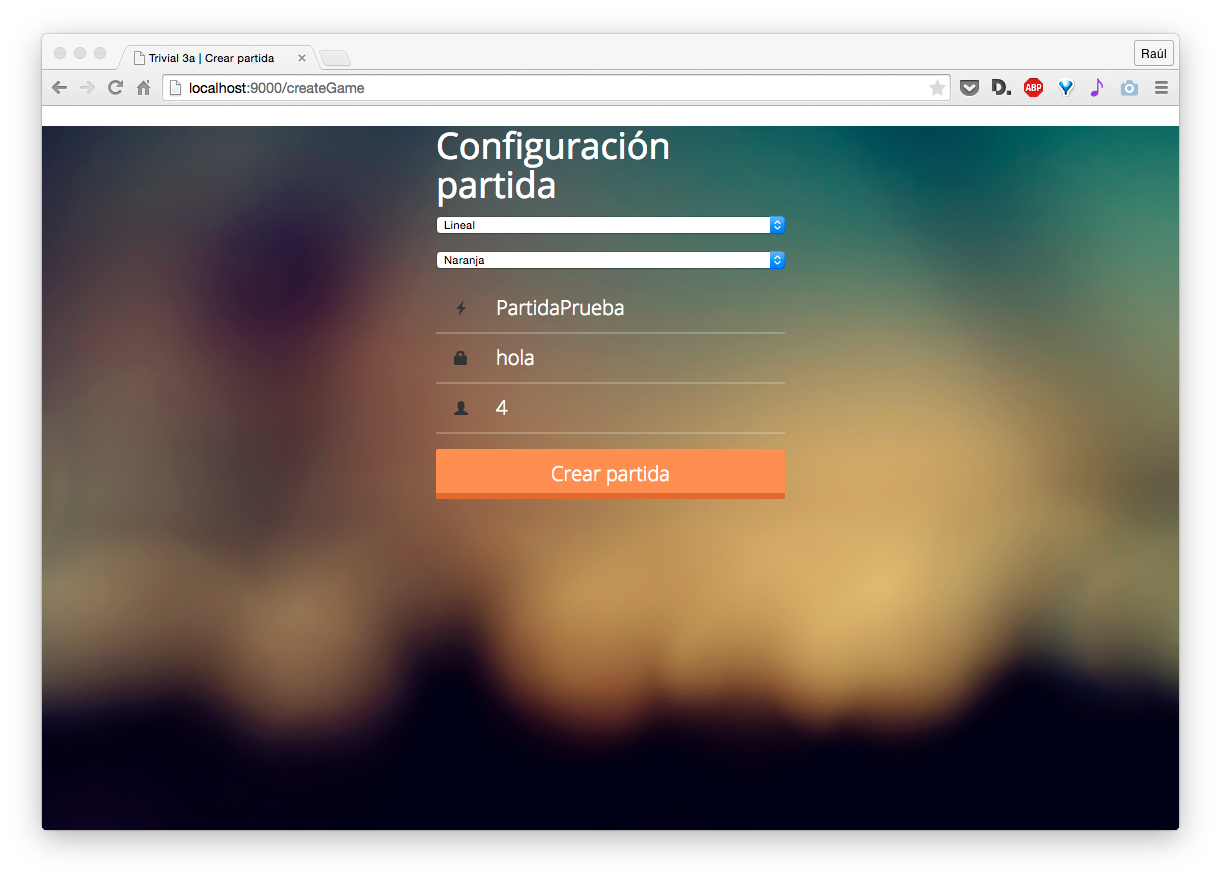 Trivial 3a | Crear partida
Raúl
localhost:9000/createGame
D.
ABP
Configuración
partida
Lineal
Naranja
PartidaPrueba
hola
4
Crear partida